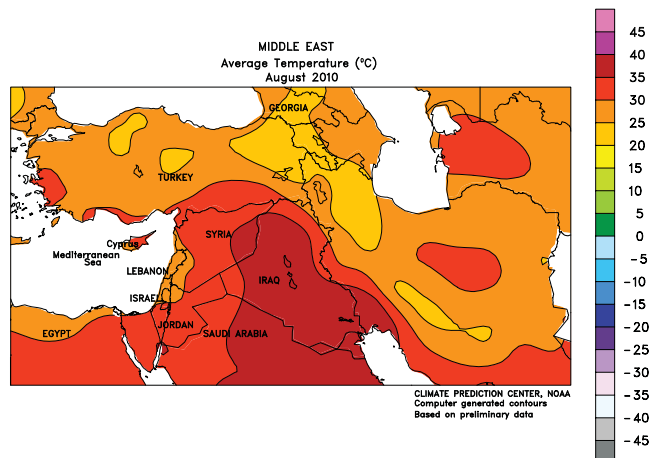 MIDDLE EAST
Average Temperature (°C)
August 2010
GEORGIA
TURKEY
Cyprus
Mediterranean
Sea
SYRIA
LEBANON
IRAQ
ISRAEL
JORDAN
EGYPT
SAUDI ARABIA
45
40
35
30
25
20
15
10
5
0
-5
-10
-15
-20
-25
-30
-35
-40
-45
CLIMATE PREDICTION CENTER, NOAA
Computer generated contours
Based on preliminary data